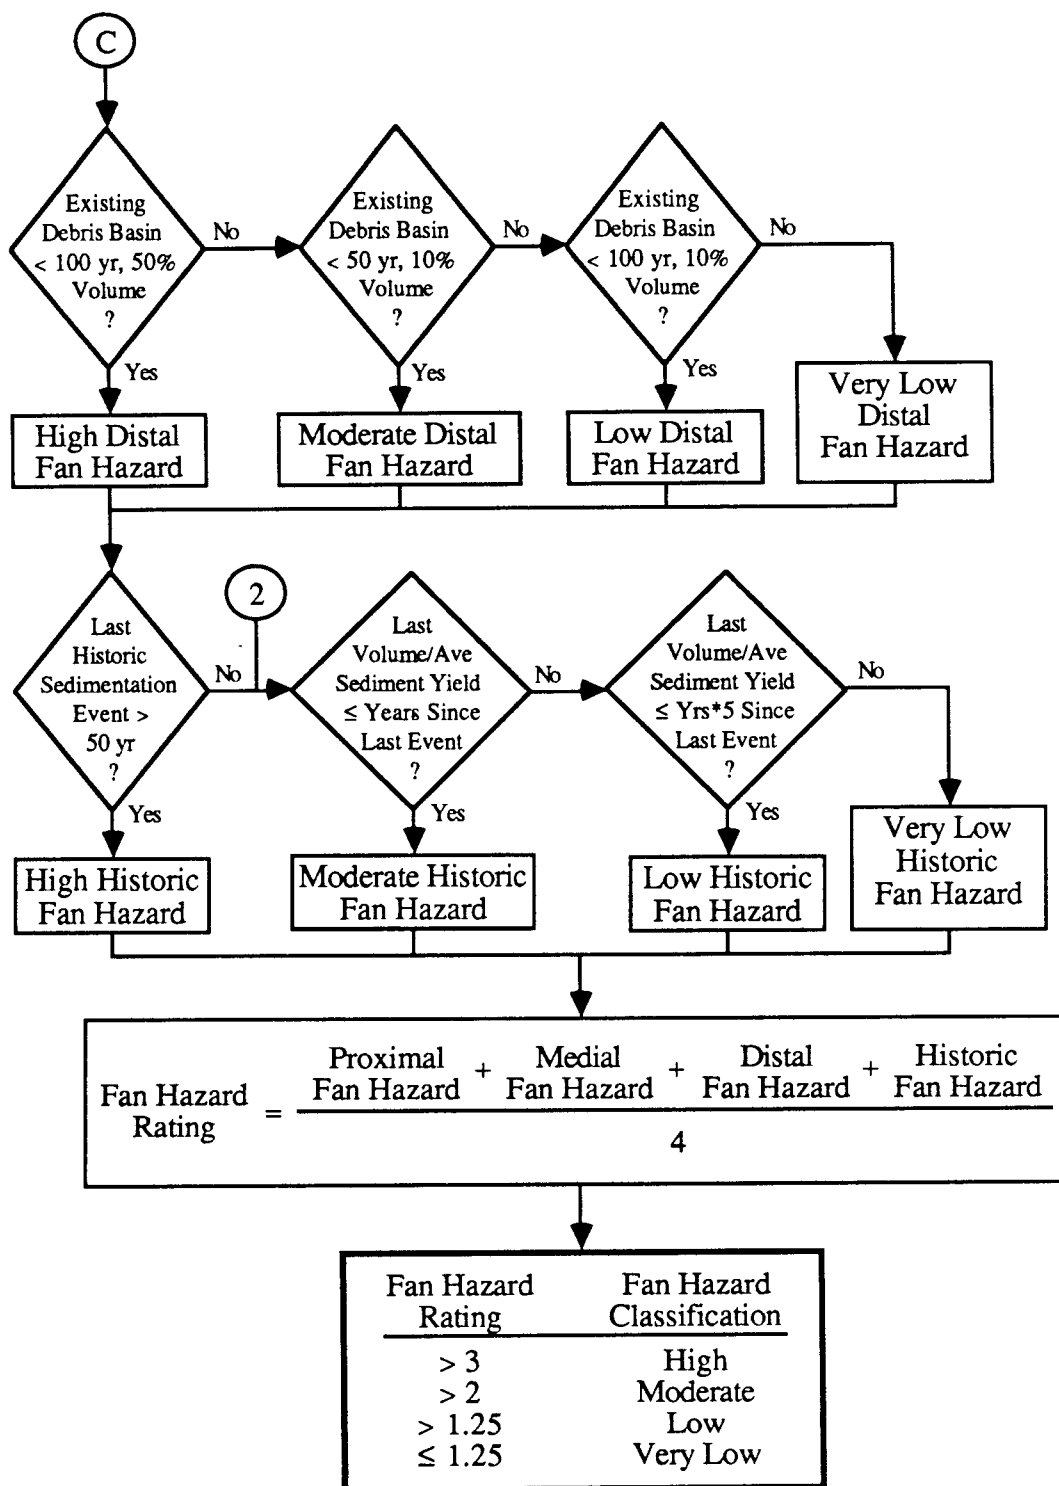 C
Existing
Debris Basin
< 100 yr, 50%
Volume
?
No
Yes
Existing
Debris Basin
< 50 yr, 10%
Volume
?
No
Yes
Existing
Debris Basin
< 100 yr, 10%
Volume
?
No
Yes
High Distal
Fan Hazard
Moderate Distal
Fan Hazard
Low Distal
Fan Hazard
Very Low
Distal
Fan Hazard
Last
Historic
Sedimentation
Event >
50 yr
?
No
Yes
2
Last
Volume/Ave
Sediment Yield
≤ Years Since
Last Event
?
No
Yes
Last
Volume/Ave
Sediment Yield
≤ Yrs*5 Since
Last Event
?
No
Yes
High Historic
Fan Hazard
Moderate Historic
Fan Hazard
Low Historic
Fan Hazard
Very Low
Historic
Fan Hazard
Fan Hazard
Rating
=
Proximal
Fan Hazard
+
Medial
Fan Hazard
+
Distal
Fan Hazard
+
Historic
Fan Hazard
4
Fan Hazard
Rating
Fan Hazard
Classification
> 3 High
> 2 Moderate
> 1.25 Low
≤ 1.25 Very Low